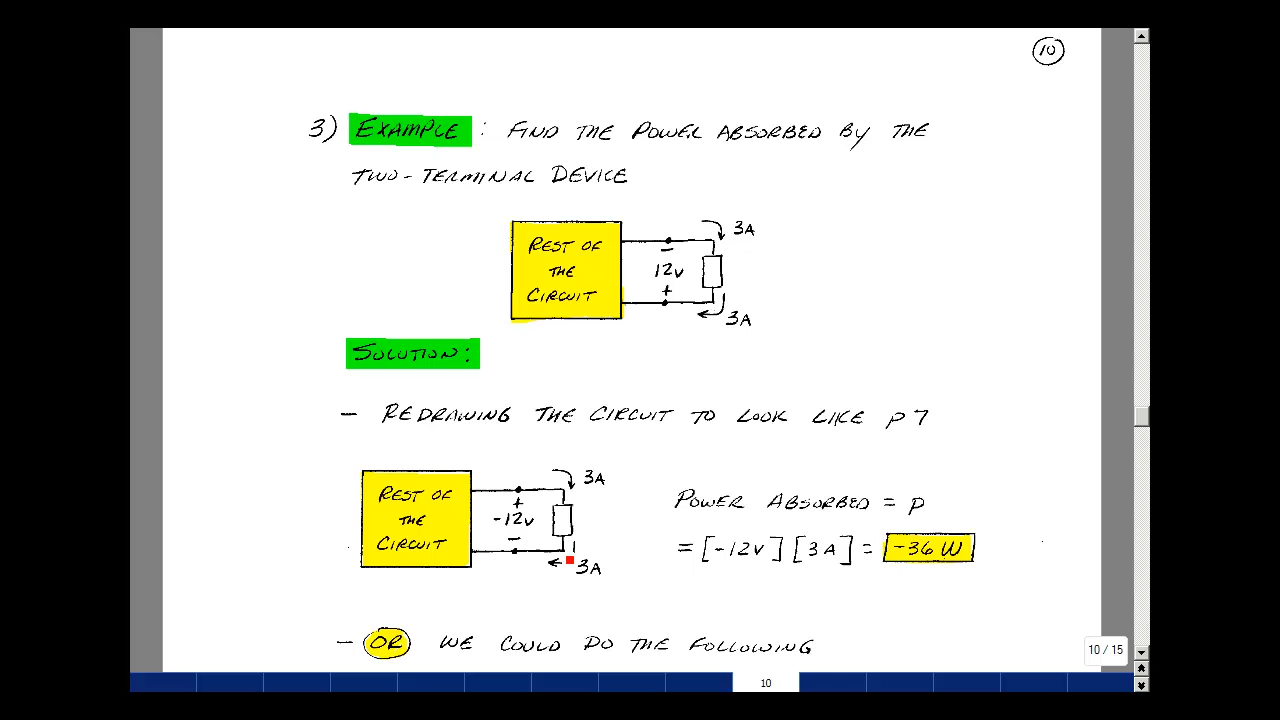 10
3) EXAMPLE: FIND THE POWER ABSORBED BY THE
TWO-TERMINAL DEVICE
REST OF
THE
CIRCUIT
3A
−
12V
+
3A
SOLUTION:
— REDRAWING THE CIRCUIT TO LOOK LIKE P7
REST OF
THE
CIRCUIT
3A
+
-12V
−
3A
POWER ABSORBED = P
= [-12V] [3A] = -36 W
— OR WE COULD DO THE FOLLOWING
10 / 15
10